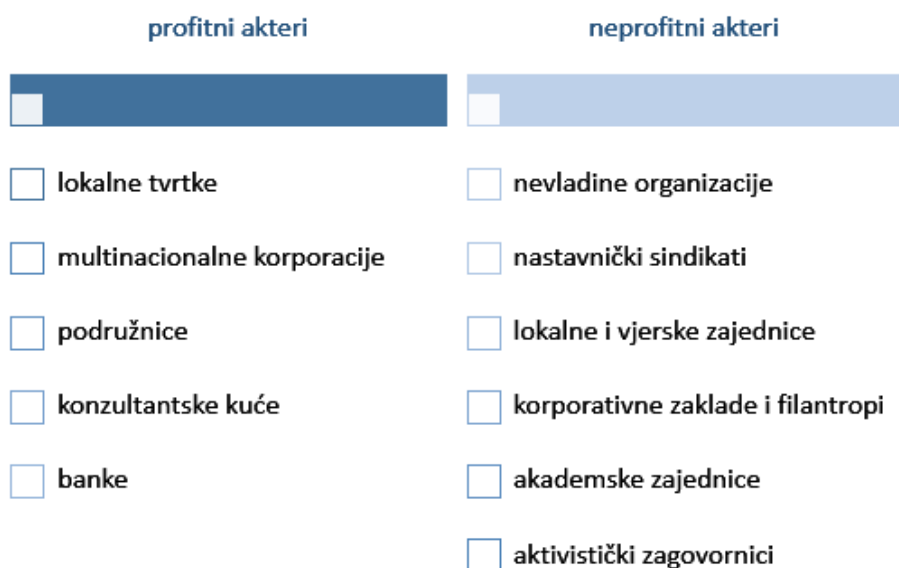 profitni akteri
neprofitni akteri
lokalne tvrtke
multinacionalne korporacije
podružnice
konzultantske kuće
banke
nevladine organizacije
nastavnički sindikati
lokalne i vjerske zajednice
korporativne zaklade i filantropi
akademske zajednice
aktivistički zagovornici